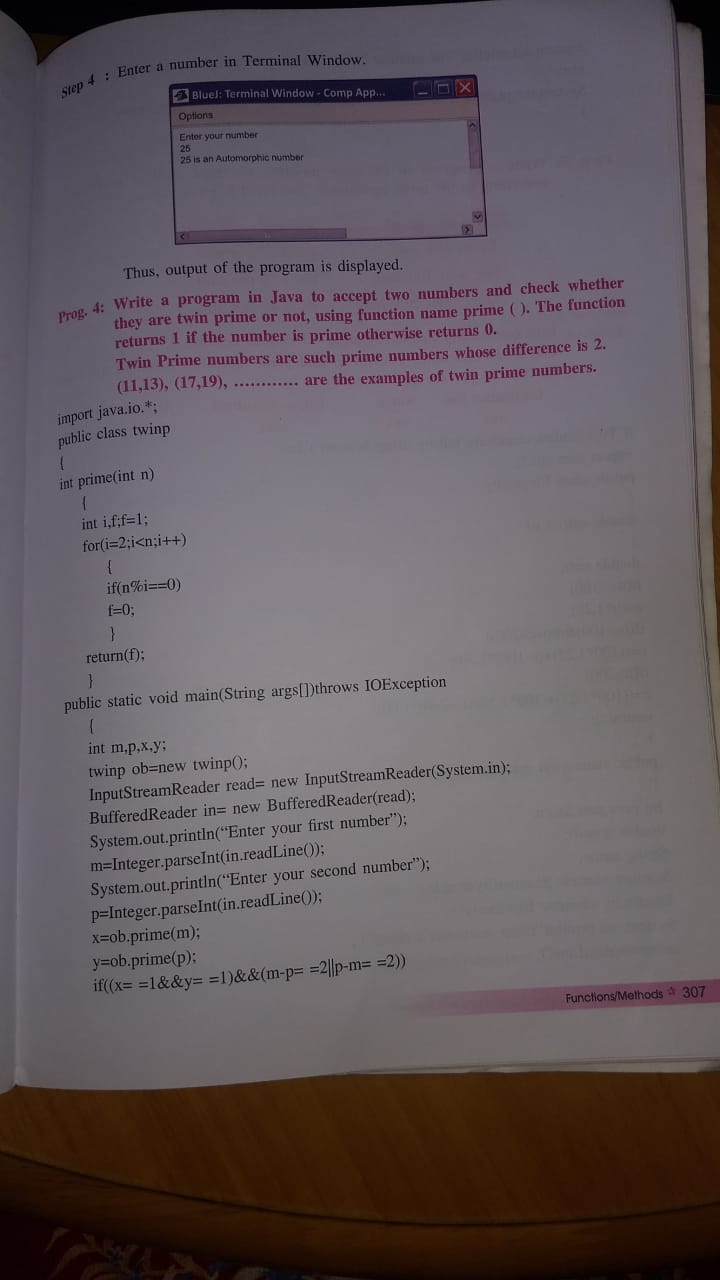 Step 4 : Enter a number in Terminal Window.
BlueJ: Terminal Window - Comp App...
Options
Enter your number
25
25 is an Automorphic number
Thus, output of the program is displayed.
Prog. 4: Write a program in Java to accept two numbers and check whether
they are twin prime or not, using function name prime ( ). The function
returns 1 if the number is prime otherwise returns 0.
Twin Prime numbers are such prime numbers whose difference is 2.
(11,13), (17,19), ............ are the examples of twin prime numbers.
import java.io.*;
public class twinp
{
int prime(int n)
{
int i,f;f=1;
for(i=2;i<n;i++)
{
if(n%i==0)
f=0;
}
return(f);
}
public static void main(String args[])throws IOException
{
int m,p,x,y;
twinp ob=new twinp();
InputStreamReader read= new InputStreamReader(System.in);
BufferedReader in= new BufferedReader(read);
System.out.println(“Enter your first number”);
m=Integer.parseInt(in.readLine());
System.out.println(“Enter your second number”);
p=Integer.parseInt(in.readLine());
x=ob.prime(m);
y=ob.prime(p);
if((x= =1&&y= =1)&&(m-p= =2||p-m= =2))
Functions/Methods ☆ 307